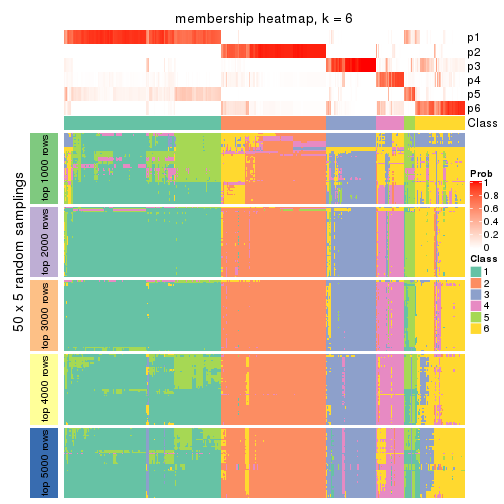 membership heatmap, k = 6
p1
p2
p3
p4
p5
p6
Class
50 x 5 random samplings
top 1000 rows
top 2000 rows
top 3000 rows
top 4000 rows
top 5000 rows
Prob
1
0.8
0.6
0.4
0.2
0
Class
1
2
3
4
5
6